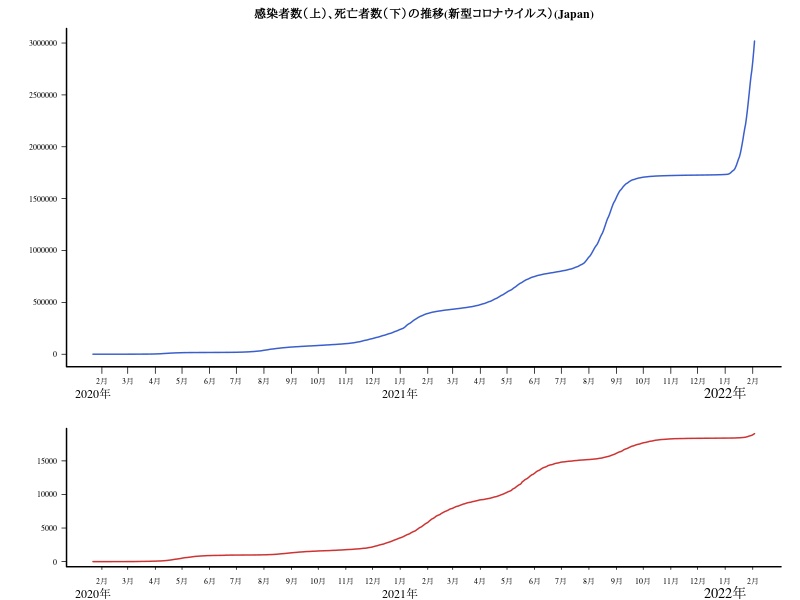 感染者数(上)、死亡者数(下)の推移(新型コロナウイルス)(Japan)
3000000
2500000
2000000
1500000
1000000
500000
0
2月 3月 4月 5月 6月 7月 8月 9月 10月 11月 12月 1月 2月 3月 4月 5月 6月 7月 8月 9月 10月 11月 12月 1月 2月
2020年 2021年 2022年
15000
10000
5000
0
2月 3月 4月 5月 6月 7月 8月 9月 10月 11月 12月 1月 2月 3月 4月 5月 6月 7月 8月 9月 10月 11月 12月 1月 2月
2020年 2021年 2022年